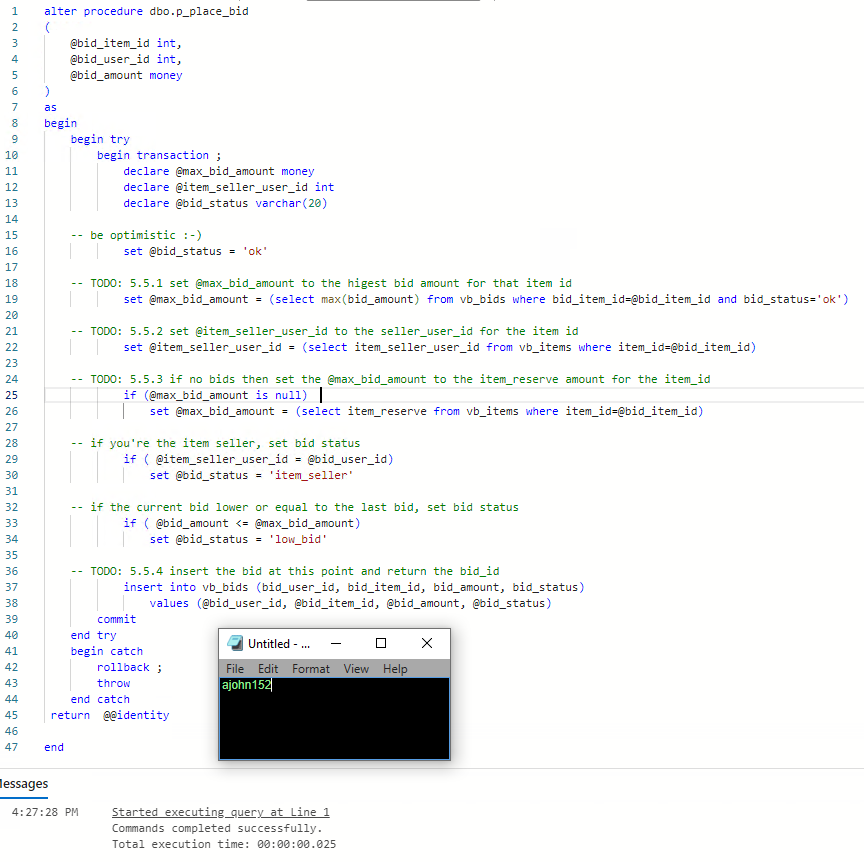 1 alter procedure dbo.p_place_bid
2 (
3 @bid_item_id int,
4 @bid_user_id int,
5 @bid_amount money
6 )
7 as
8 begin
9 begin try
10 begin transaction ;
11 declare @max_bid_amount money
12 declare @item_seller_user_id int
13 declare @bid_status varchar(20)
14
15 -- be optimistic :-)
16 set @bid_status = 'ok'
17
18 -- TODO: 5.5.1 set @max_bid_amount to the higest bid amount for that item id
19 set @max_bid_amount = (select max(bid_amount) from vb_bids where bid_item_id=@bid_item_id and bid_status='ok')
20
21 -- TODO: 5.5.2 set @item_seller_user_id to the seller_user_id for the item id
22 set @item_seller_user_id = (select item_seller_user_id from vb_items where item_id=@bid_item_id)
23
24 -- TODO: 5.5.3 if no bids then set the @max_bid_amount to the item_reserve amount for the item_id
25 if (@max_bid_amount is null)
26 set @max_bid_amount = (select item_reserve from vb_items where item_id=@bid_item_id)
27
28 -- if you're the item seller, set bid status
29 if ( @item_seller_user_id = @bid_user_id)
30 set @bid_status = 'item_seller'
31
32 -- if the current bid lower or equal to the last bid, set bid status
33 if ( @bid_amount <= @max_bid_amount)
34 set @bid_status = 'low_bid'
35
36 -- TODO: 5.5.4 insert the bid at this point and return the bid_id
37 insert into vb_bids (bid_user_id, bid_item_id, bid_amount, bid_status)
38 values (@bid_user_id, @bid_item_id, @bid_amount, @bid_status)
39 commit
40 end try
41 begin catch
42 rollback ;
43 throw
44 end catch
45 return @@identity
46
47 end
Untitled - ...
File Edit Format View Help
ajohn152
Messages
4:27:28 PM Started executing query at Line 1
Commands completed successfully.
Total execution time: 00:00:00.025